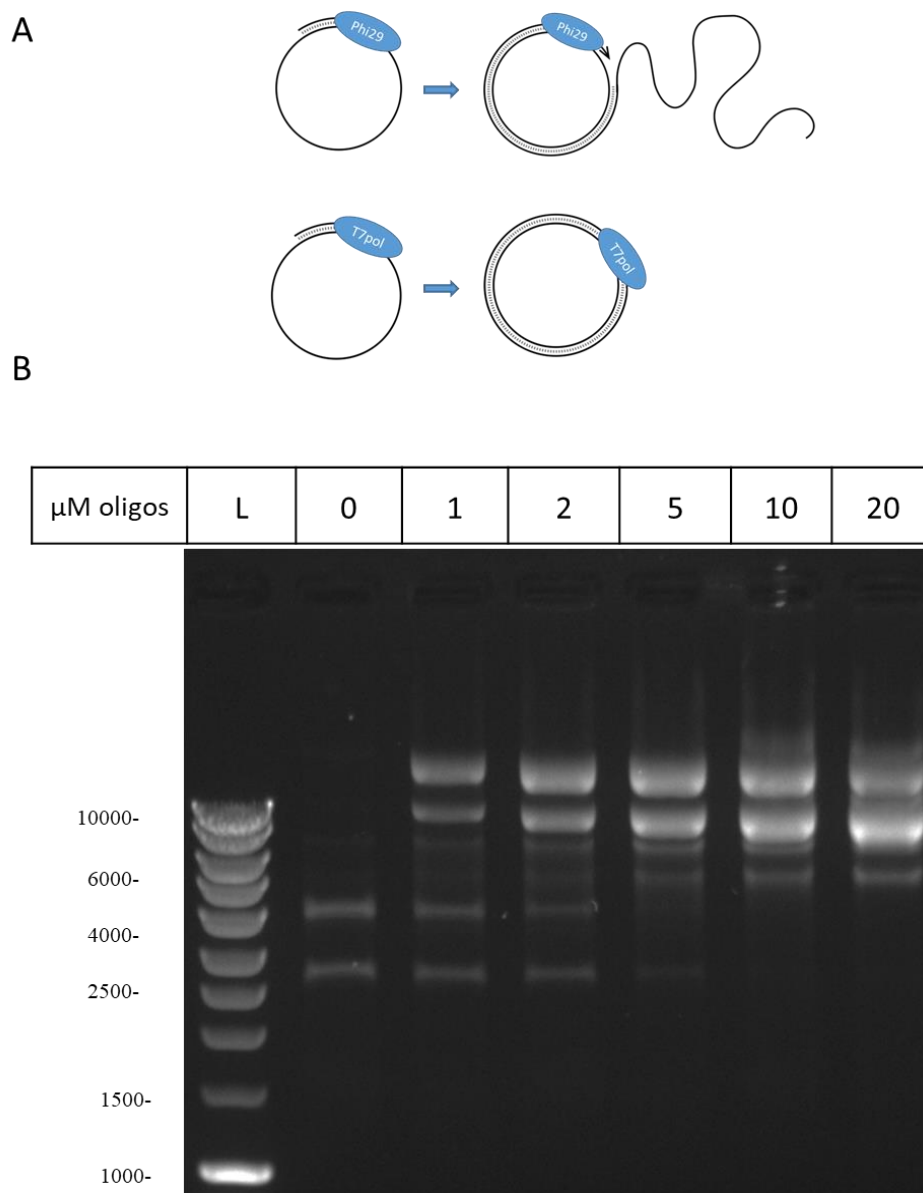 A
Phi29
Phi29
T7pol
T7pol
B
μM oligos L 0 1 2 5 10 20
10000-
6000-
4000-
2500-
1500-
1000-